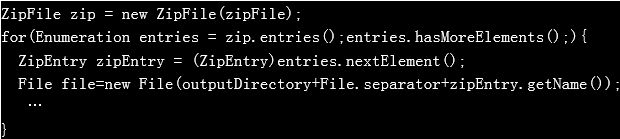 ZipFile zip = new ZipFile(zipFile);
for(Enumeration entries = zip.entries();entries.hasMoreElements();){
  ZipEntry zipEntry = (ZipEntry)entries.nextElement();
  File file=new File(outputDirectory+File.separator+zipEntry.getName());
   …
}